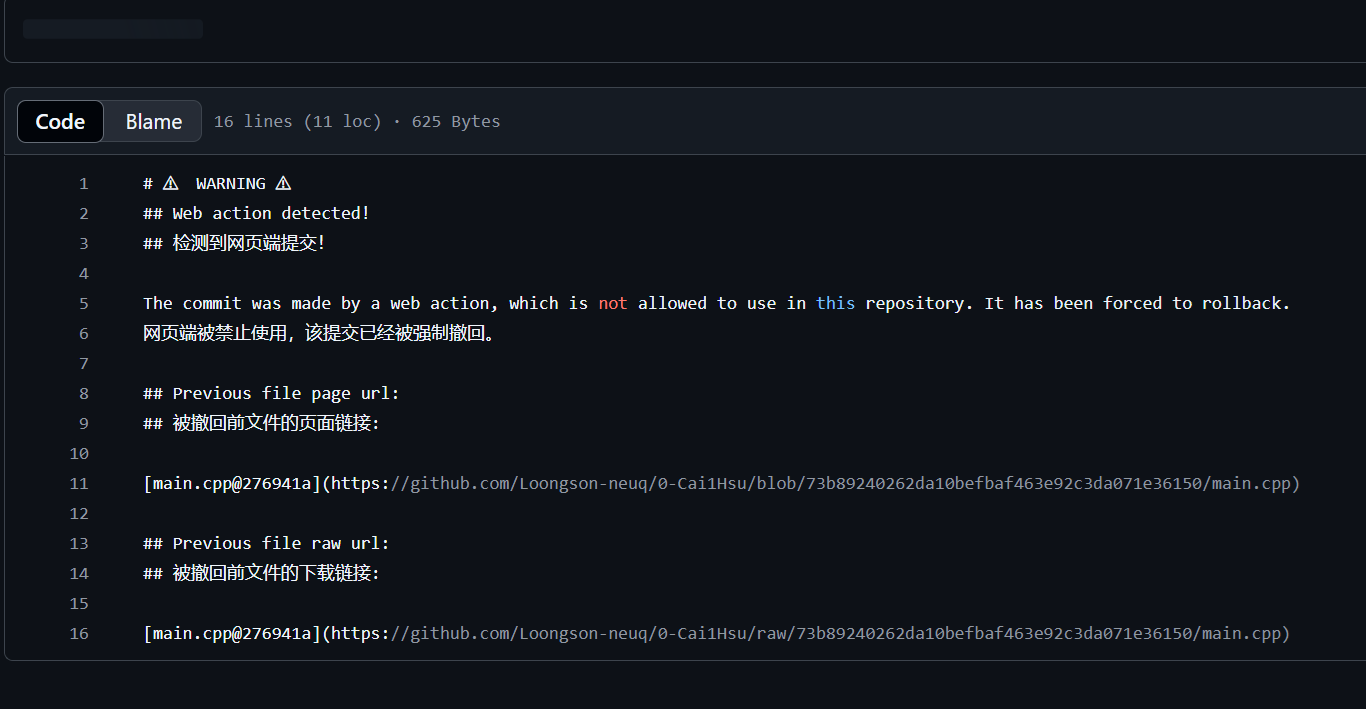 Code Blame 16 lines (11 loc) · 625 Bytes
1 # ⚠ WARNING ⚠
2 ## Web action detected!
3 ## 检测到网页端提交!
4
5 The commit was made by a web action, which is not allowed to use in this repository. It has been forced to rollback.
6 网页端被禁止使用，该提交已经被强制撤回。
7
8 ## Previous file page url:
9 ## 被撤回前文件的页面链接:
10
11 [main.cpp@276941a](https://github.com/Loongson-neuq/0-Cai1Hsu/blob/73b89240262da10befbaf463e92c3da071e36150/main.cpp)
12
13 ## Previous file raw url:
14 ## 被撤回前文件的下载链接:
15
16 [main.cpp@276941a](https://github.com/Loongson-neuq/0-Cai1Hsu/raw/73b89240262da10befbaf463e92c3da071e36150/main.cpp)